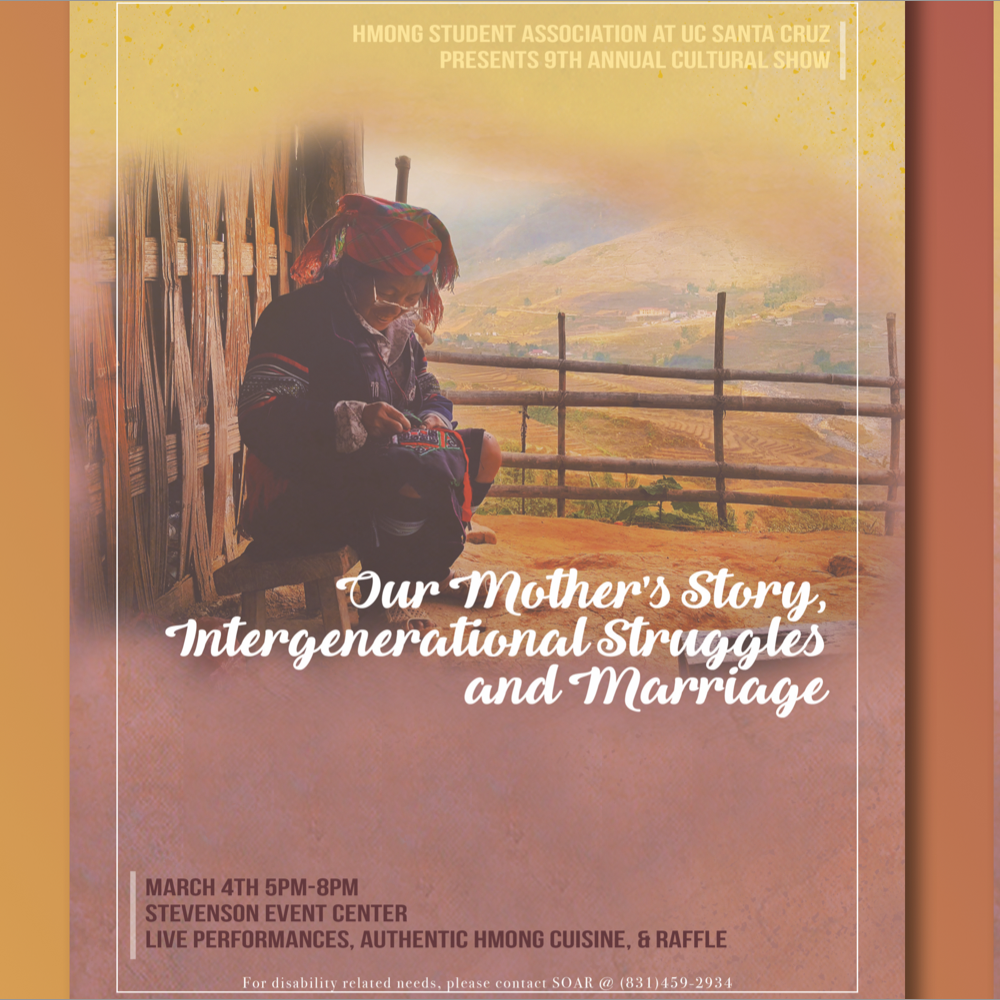 HMONG STUDENT ASSOCIATION AT UC SANTA CRUZ
PRESENTS 9TH ANNUAL CULTURAL SHOW
Our Mother's Story,
Intergenerational Struggles
and Marriage
MARCH 4TH 5PM-8PM
STEVENSON EVENT CENTER
LIVE PERFORMANCES, AUTHENTIC HMONG CUISINE, & RAFFLE
For disability related needs, please contact SOAR @ (831)459-2934